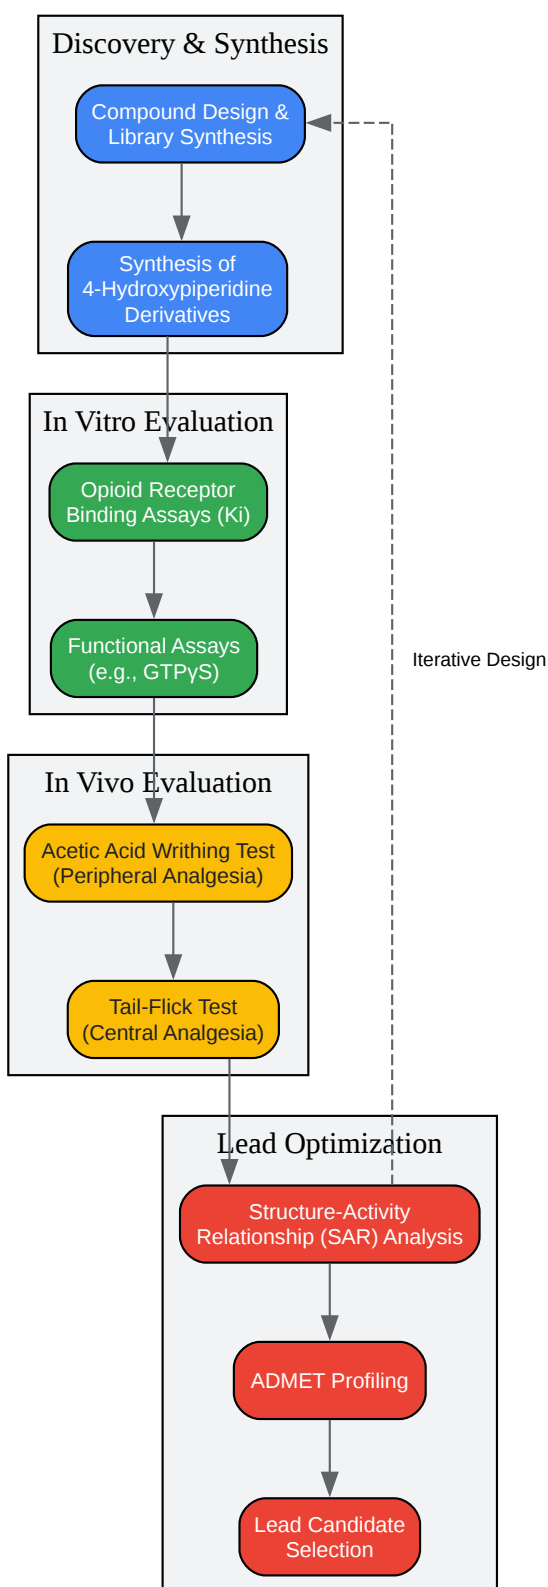 Discovery & Synthesis
Compound Design &
Library Synthesis
Synthesis of
4-Hydroxypiperidine
Derivatives
In Vitro Evaluation
Opioid Receptor
Binding Assays (Ki)
Functional Assays
(e.g., GTPγS)
Iterative Design
In Vivo Evaluation
Acetic Acid Writhing Test
(Peripheral Analgesia)
Tail-Flick Test
(Central Analgesia)
Lead Optimization
Structure-Activity
Relationship (SAR) Analysis
ADMET Profiling
Lead Candidate
Selection